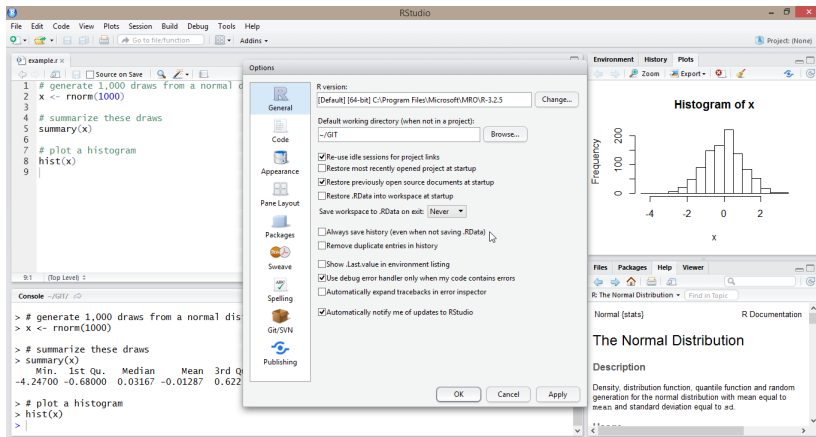 RStudio
File Edit Code View Plots Session Build Debug Tools Help
Go to file/function Addins Project: (None)
example.r
Source on Save
1 # generate 1,000 draws from a normal d
2 x <- rnorm(1000)
3
4 # summarize these draws
5 summary(x)
6
7 # plot a histogram
8 hist(x)
9
9:1 (Top Level)
Console ~/GIT/
> # generate 1,000 draws from a normal dis
> x <- rnorm(1000)
> # summarize these draws
> summary(x)
Min. 1st Qu. Median Mean 3rd Q
-4.24700 -0.68000 0.03167 -0.01287 0.622
> # plot a histogram
> hist(x)
>
Options
General
Code
Appearance
Pane Layout
Packages
Sweave
ABC
Spelling
Git/SVN
Publishing
R version:
[Default] [64-bit] C:\Program Files\Microsoft\MRO\R-3.2.5 Change...
Default working directory (when not in a project):
~/GIT Browse...
Re-use idle sessions for project links
Restore most recently opened project at startup
Restore previously open source documents at startup
Restore .RData into workspace at startup
Save workspace to .RData on exit: Never
Always save history (even when not saving .RData)
Remove duplicate entries in history
Show .Last.value in environment listing
Use debug error handler only when my code contains errors
Automatically expand tracebacks in error inspector
Automatically notify me of updates to RStudio
OK Cancel Apply
Environment History Plots
Zoom Export
Histogram of x
Frequency
200
100
0
-4 -2 0 2
x
Files Packages Help Viewer
R: The Normal Distribution Find in Topic
Normal {stats} R Documentation
The Normal Distribution
Description
Density, distribution function, quantile function and random
generation for the normal distribution with mean equal to
mean and standard deviation equal to sd.